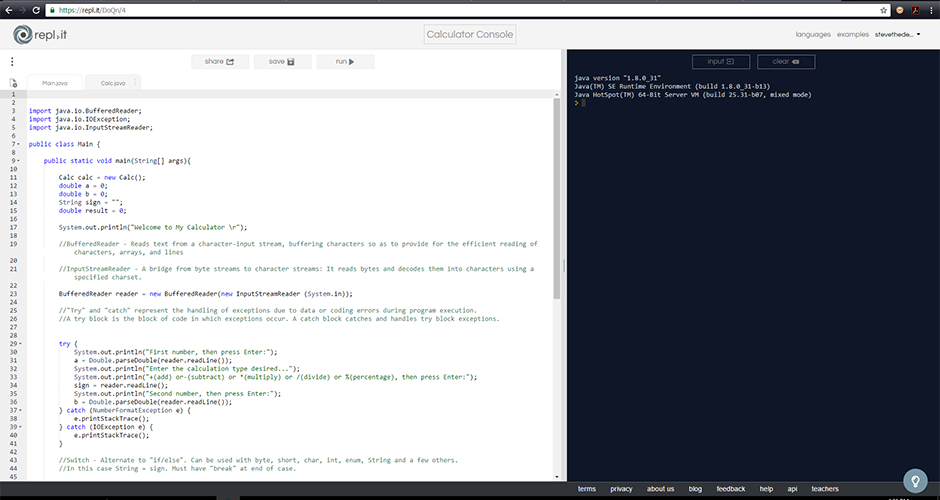 https://repl.it/DoQn/4
repl.it
Calculator Console
languages examples stevethede...
share save run
input clear
Main.java Calc.java
1
2
3 import java.io.BufferedReader;
4 import java.io.IOException;
5 import java.io.InputStreamReader;
6
7 public class Main {
8
9 public static void main(String[] args){
10
11 Calc calc = new Calc();
12 double a = 0;
13 double b = 0;
14 String sign = "";
15 double result = 0;
16
17 System.out.println("Welcome to My Calculator \r");
18
19 //BufferedReader - Reads text from a character-input stream, buffering characters so as to provide for the efficient reading of
characters, arrays, and lines
20
21 //InputStreamReader - A bridge from byte streams to character streams: It reads bytes and decodes them into characters using a
specified charset.
22
23 BufferedReader reader = new BufferedReader(new InputStreamReader (System.in));
24
25 //"Try" and "catch" represent the handling of exceptions due to data or coding errors during program execution.
26 //A try block is the block of code in which exceptions occur. A catch block catches and handles try block exceptions.
27
28
29 try {
30 System.out.println("First number, then press Enter:");
31 a = Double.parseDouble(reader.readLine());
32 System.out.println("Enter the calculation type desired...");
33 System.out.println("+(add) or-(subtract) or *(multiply) or /(divide) or %(percentage), then press Enter:");
34 sign = reader.readLine();
35 System.out.println("Second number, then press Enter:");
36 b = Double.parseDouble(reader.readLine());
37 } catch (NumberFormatException e) {
38 e.printStackTrace();
39 } catch (IOException e) {
40 e.printStackTrace();
41 }
42
43 //Switch - Alternate to "if/else". Can be used with byte, short, char, int, enum, String and a few others.
44 //In this case String = sign. Must have "break" at end of case.
45
java version "1.8.0_31"
Java(TM) SE Runtime Environment (build 1.8.0_31-b13)
Java HotSpot(TM) 64-Bit Server VM (build 25.31-b07, mixed mode)
>
terms privacy about us blog feedback help api teachers